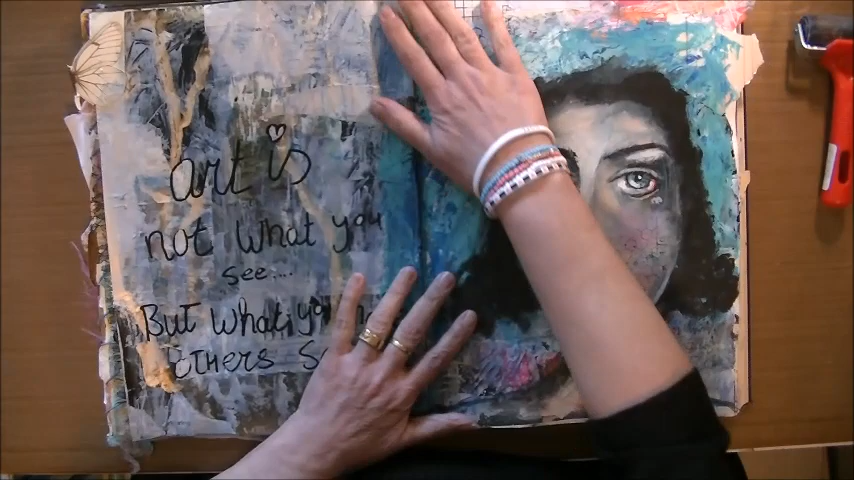 art is
not what you
see....
But what
others